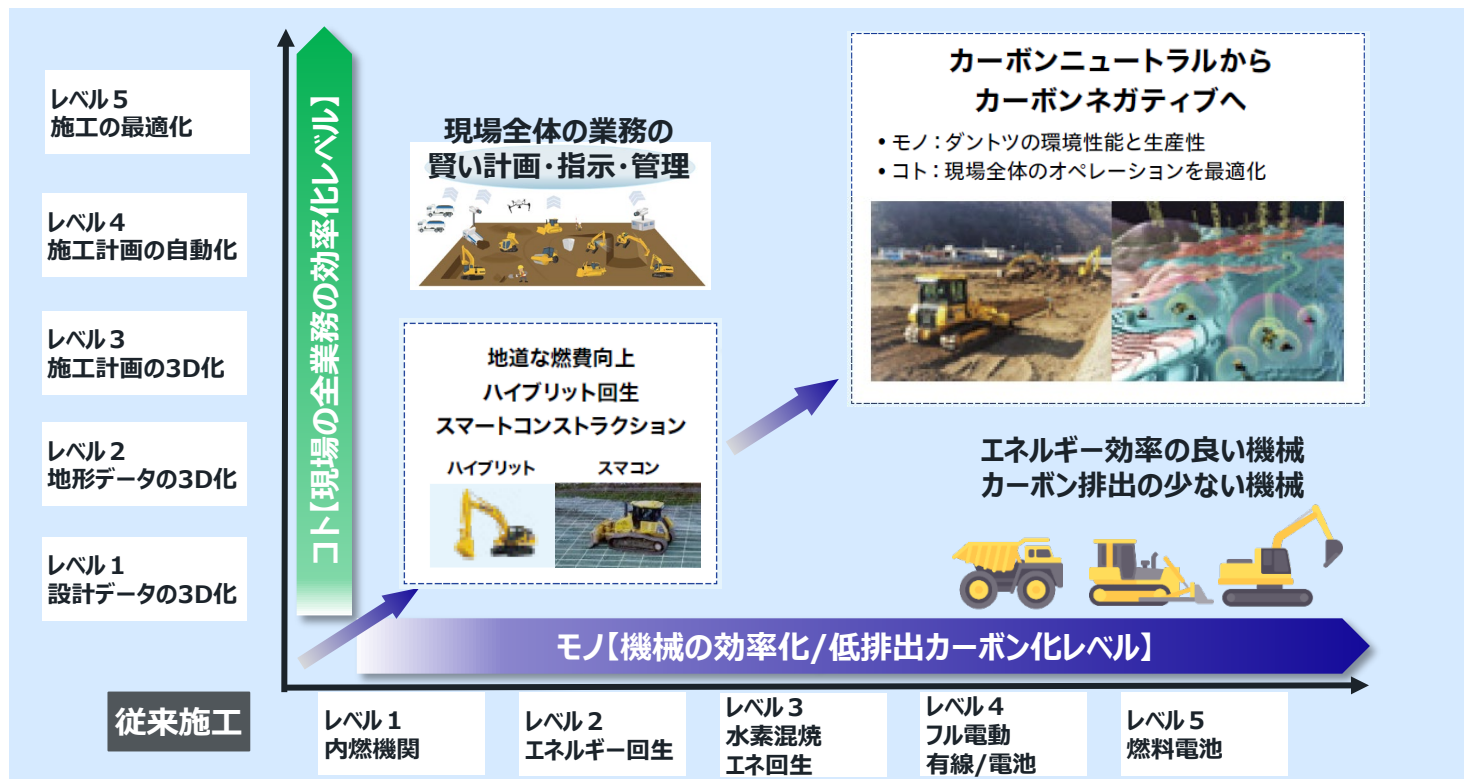 レベル５
施工の最適化
レベル４
施工計画の自動化
レベル３
施工計画の3D化
レベル２
地形データの3D化
レベル１
設計データの3D化
コト【現場の全業務の効率化レベル】
現場全体の業務の
賢い計画・指示・管理
地道な燃費向上
ハイブリット回生
スマートコンストラクション
ハイブリット
スマコン
カーボンニュートラルから
カーボンネガティブへ
• モノ：ダントツの環境性能と生産性
• コト：現場全体のオペレーションを最適化
エネルギー効率の良い機械
カーボン排出の少ない機械
モノ【機械の効率化/低排出カーボン化レベル】
従来施工
レベル１
内燃機関
レベル２
エネルギー回生
レベル３
水素混焼
エネ回生
レベル４
フル電動
有線/電池
レベル５
燃料電池